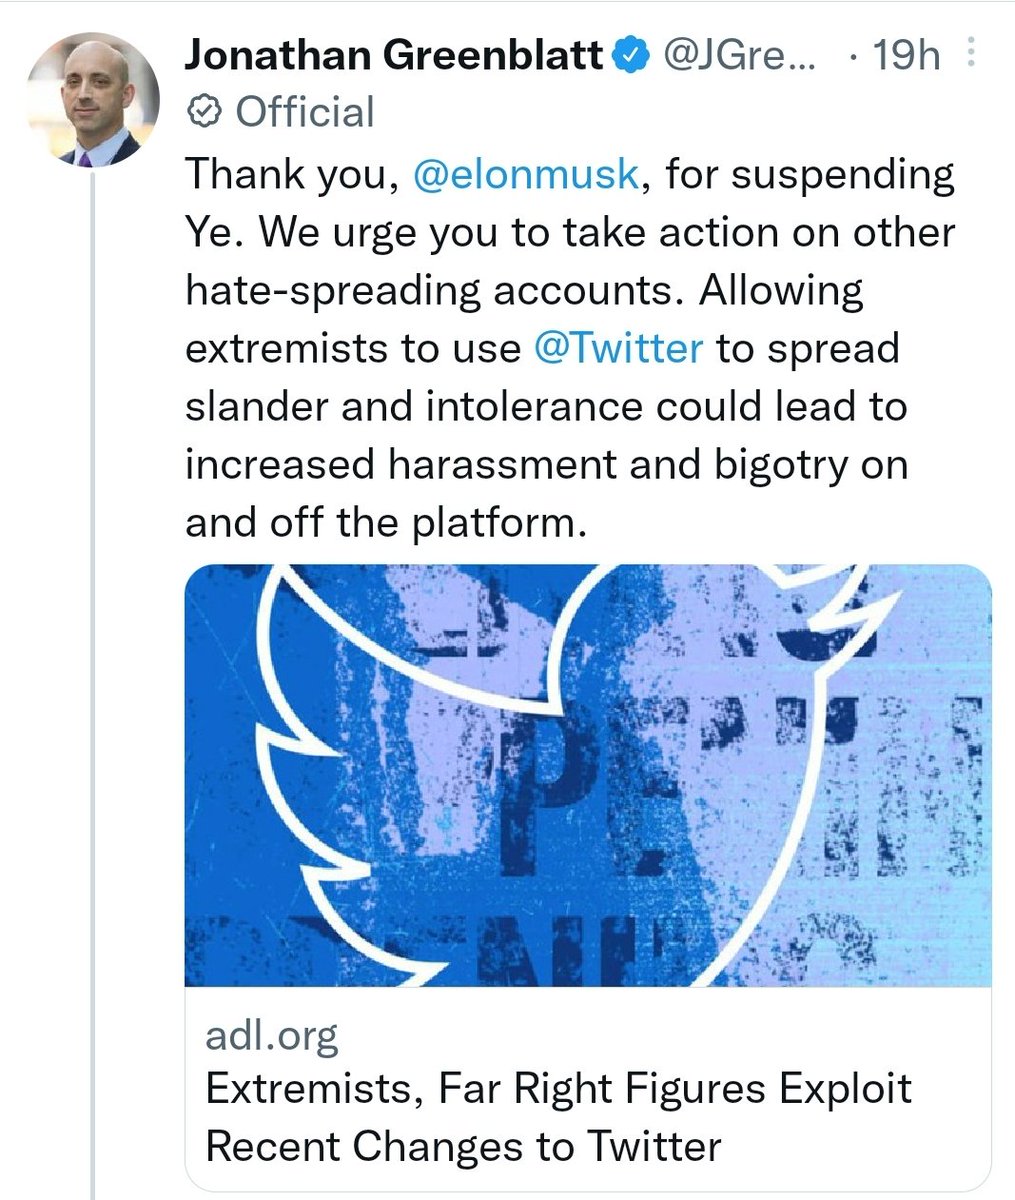 Jonathan Greenblatt @JGre... · 19h
Official
Thank you, @elonmusk, for suspending
Ye. We urge you to take action on other
hate-spreading accounts. Allowing
extremists to use @Twitter to spread
slander and intolerance could lead to
increased harassment and bigotry on
and off the platform.
adl.org
Extremists, Far Right Figures Exploit
Recent Changes to Twitter